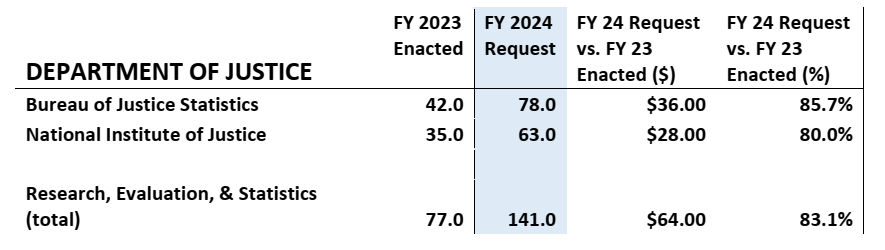 FY 2023 FY 2024 FY 24 Request FY 24 Request
Enacted Request vs. FY 23 vs. FY 23
DEPARTMENT OF JUSTICE Enacted ($) Enacted (%)
Bureau of Justice Statistics 42.0 78.0 $36.00 85.7%
National Institute of Justice 35.0 63.0 $28.00 80.0%
Research, Evaluation, & Statistics
(total) 77.0 141.0 $64.00 83.1%